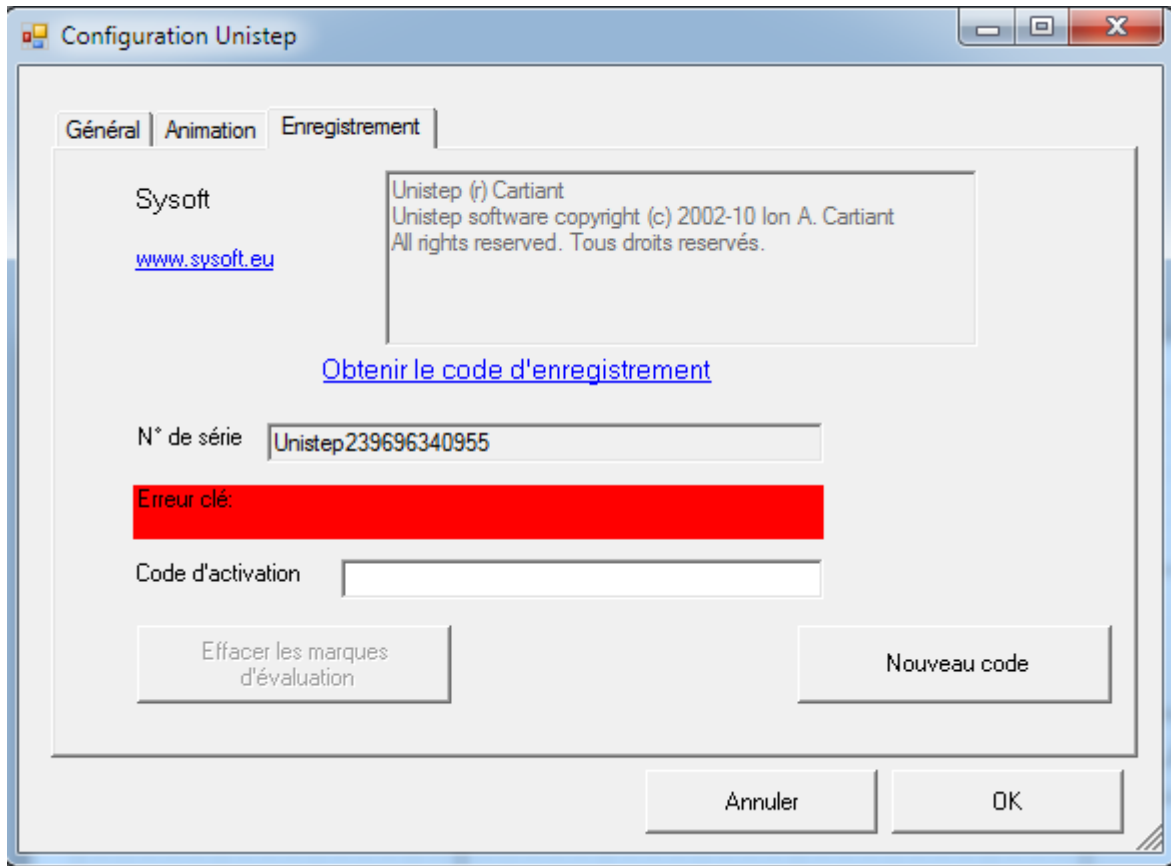 Configuration Unistep
Général
Animation
Enregistrement
Sysoft
www.sysoft.eu
Unistep (r) Cartiant
Unistep software copyright (c) 2002-10 Ion A. Cartiant
All rights reserved. Tous droits reservés.
Obtenir le code d'enregistrement
N° de série
Unistep239696340955
Erreur clé:
Code d'activation
Effacer les marques
d'évaluation
Nouveau code
Annuler
OK